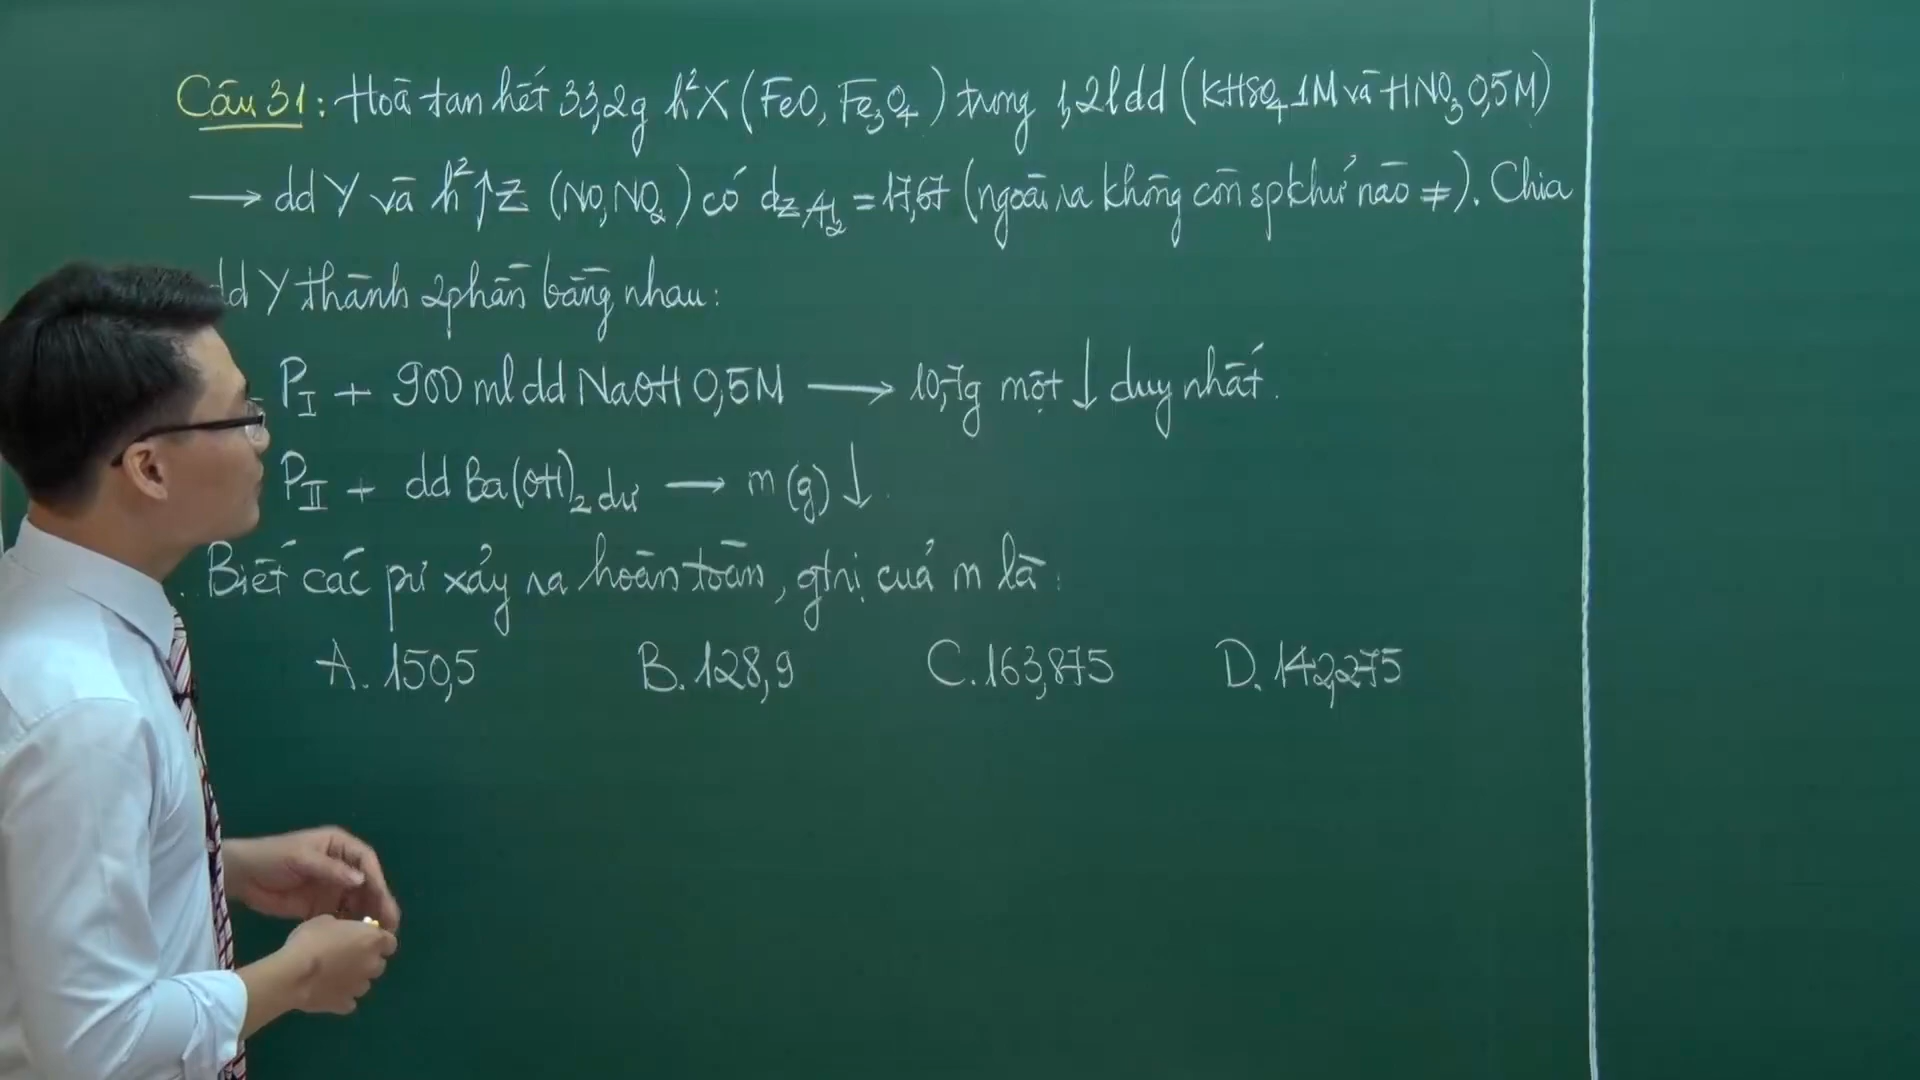 Câu 31: Hoà tan hết 33,2g h² X (FeO, Fe₃O₄) trong 1,2l dd (KHSO₄ 1M và HNO₃ 0,5M)
→ dd Y và h²↑Z (NO, NO₂) có dZ/H₂ = 17,67 (ngoài ra không còn sp khử nào ≠). Chia
dd Y thành 2 phần bằng nhau:
P_I + 900 ml dd NaOH 0,5M → 10,7g một ↓ duy nhất.
P_II + dd Ba(OH)₂ dư → m (g) ↓.
Biết các pư xảy ra hoàn toàn, gtrị của m là:
A. 150,5 B. 128,9 C. 163,875 D. 142,275